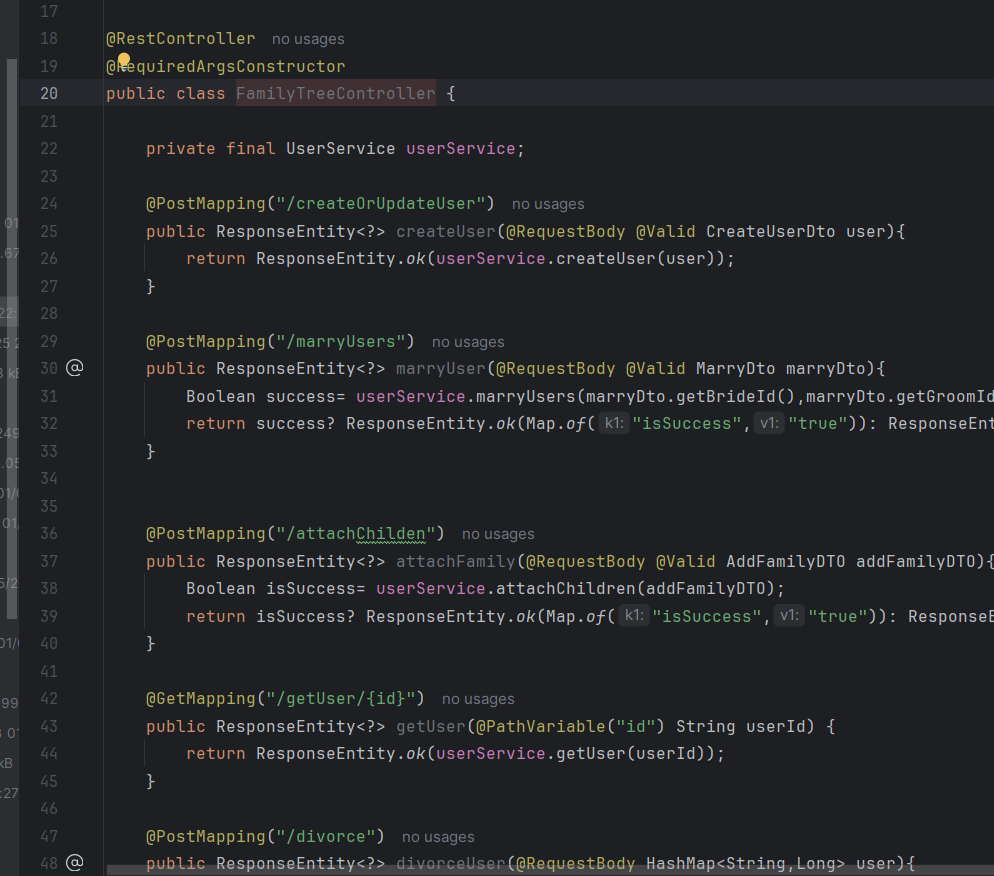 17
18 @RestController no usages
19 @RequiredArgsConstructor
20 public class FamilyTreeController {
21
22 private final UserService userService;
23
24 @PostMapping("/createOrUpdateUser") no usages
25 public ResponseEntity<?> createUser(@RequestBody @Valid CreateUserDto user){
26 return ResponseEntity.ok(userService.createUser(user));
27 }
28
29 @PostMapping("/marryUsers") no usages
30 @ public ResponseEntity<?> marryUser(@RequestBody @Valid MarryDto marryDto){
31 Boolean success= userService.marryUsers(marryDto.getBrideId(),marryDto.getGroomId
32 return success? ResponseEntity.ok(Map.of( k1: "isSuccess", v1: "true")): ResponseEnt
33 }
34
35
36 @PostMapping("/attachChilden") no usages
37 public ResponseEntity<?> attachFamily(@RequestBody @Valid AddFamilyDTO addFamilyDTO){
38 Boolean isSuccess= userService.attachChildren(addFamilyDTO);
39 return isSuccess? ResponseEntity.ok(Map.of( k1: "isSuccess", v1: "true")): ResponseE
40 }
41
42 @GetMapping("/getUser/{id}") no usages
43 public ResponseEntity<?> getUser(@PathVariable("id") String userId) {
44 return ResponseEntity.ok(userService.getUser(userId));
45 }
46
47 @PostMapping("/divorce") no usages
48 @ public ResponseEntity<?> divorceUser(@RequestBody HashMap<String,Long> user){